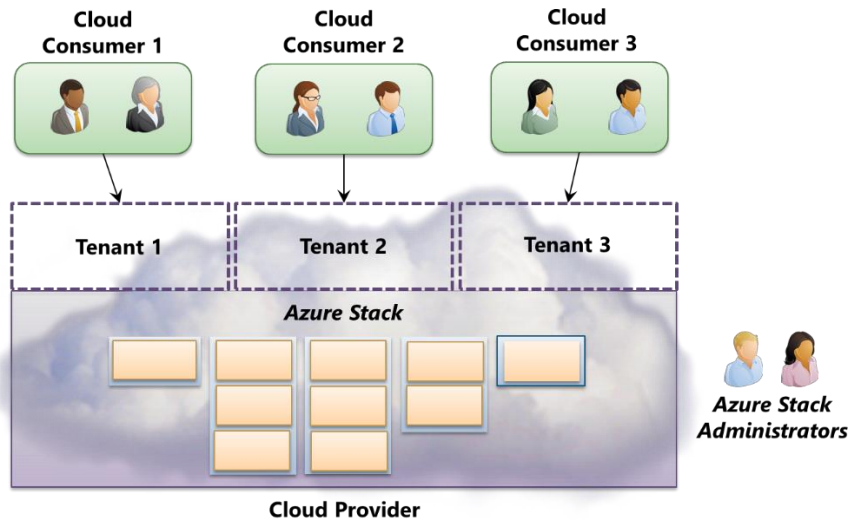 Cloud
Consumer 1
Cloud
Consumer 2
Cloud
Consumer 3
Tenant 1
Tenant 2
Tenant 3
Azure Stack
Azure Stack
Administrators
Cloud Provider